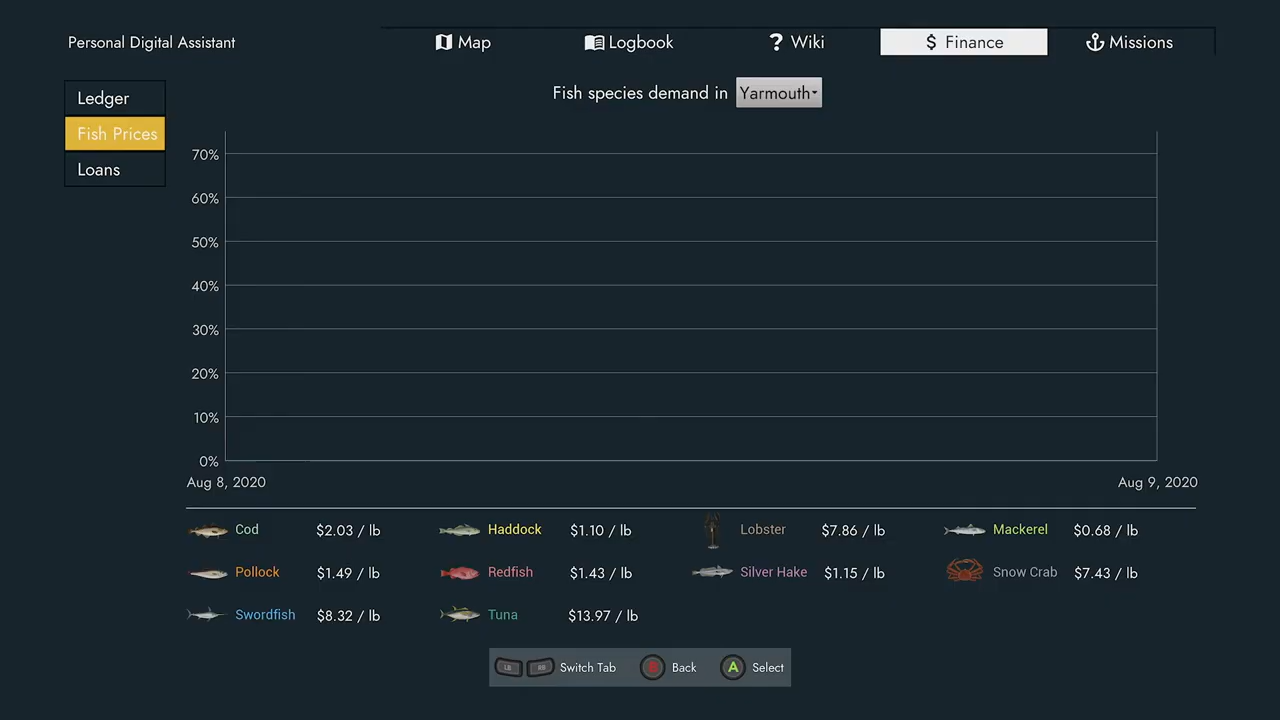 Personal Digital Assistant
Map
Logbook
? Wiki
$ Finance
Missions
Ledger
Fish Prices
Loans
Fish species demand in Yarmouth
70%
60%
50%
40%
30%
20%
10%
0%
Aug 8, 2020
Aug 9, 2020
Cod $2.03 / lb
Haddock $1.10 / lb
Lobster $7.86 / lb
Mackerel $0.68 / lb
Pollock $1.49 / lb
Redfish $1.43 / lb
Silver Hake $1.15 / lb
Snow Crab $7.43 / lb
Swordfish $8.32 / lb
Tuna $13.97 / lb
LB RB Switch Tab
B Back
A Select